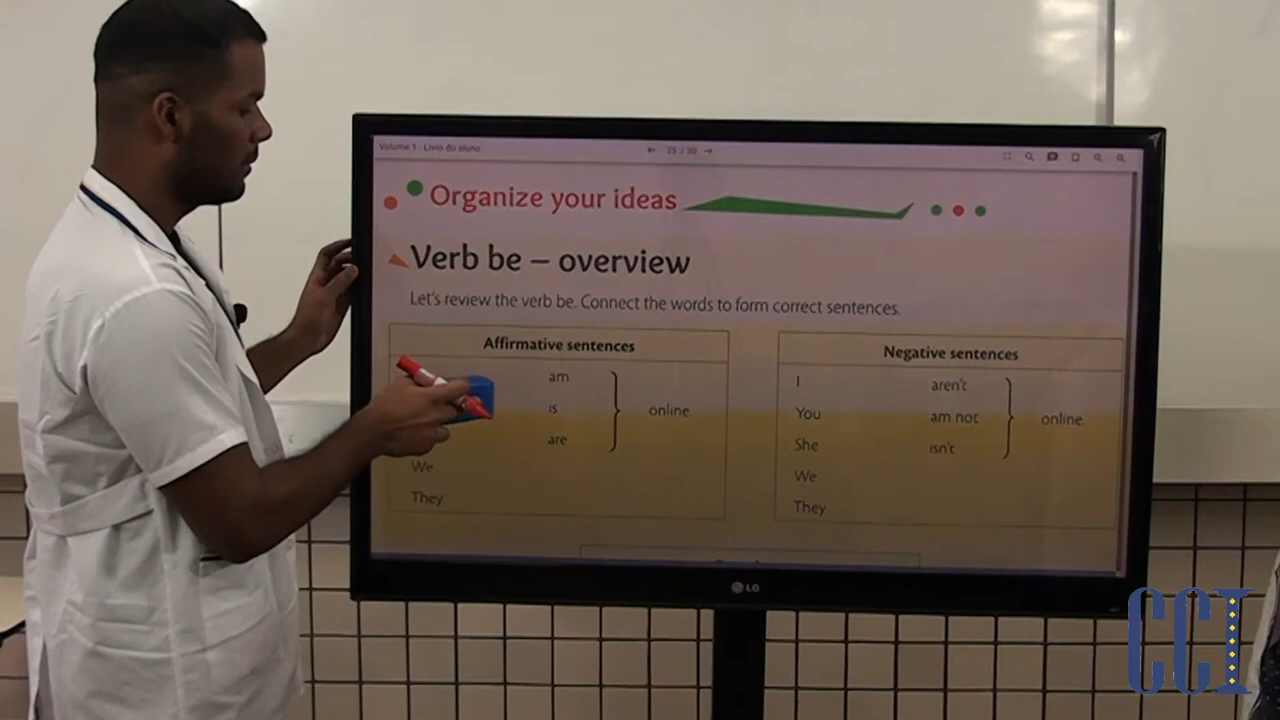 Volume 1 - Livro do aluno
25 / 30
Organize your ideas
Verb be – overview
Let's review the verb be. Connect the words to form correct sentences.
Affirmative sentences
am
is
are
online
We
They
Negative sentences
I
You
She
We
They
aren't
am not
isn't
online.
LG
CCI